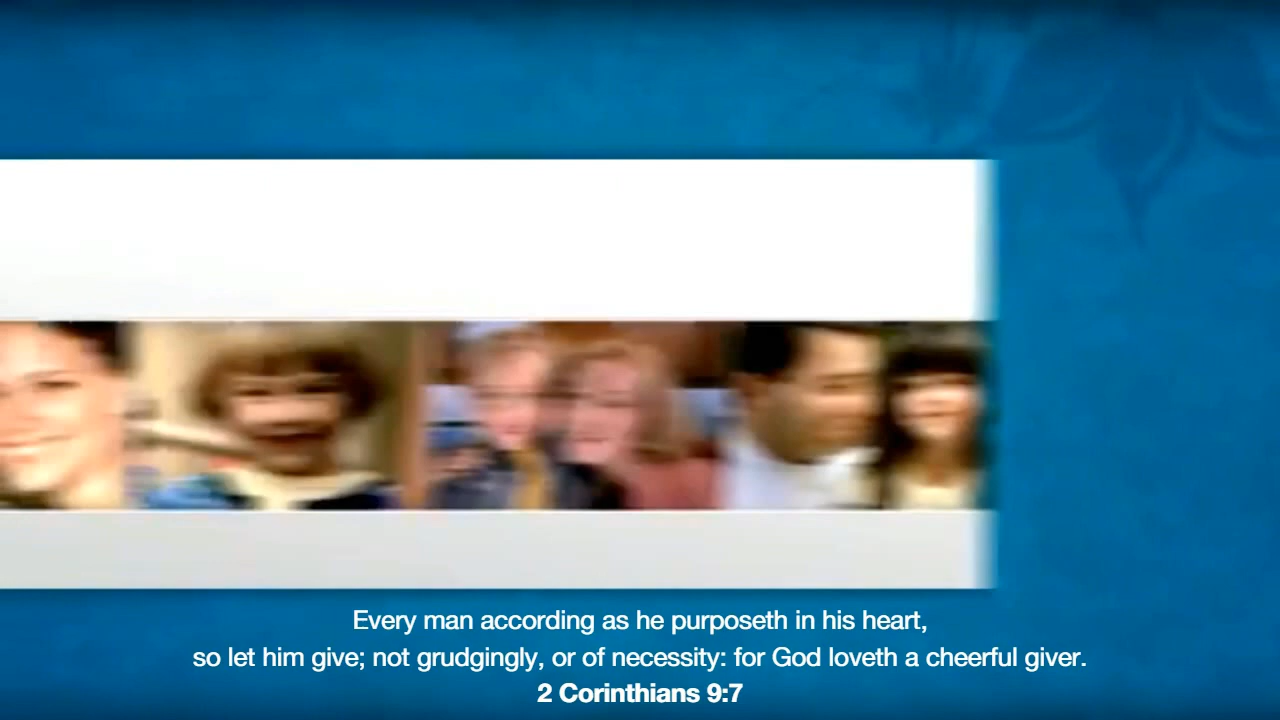 Every man according as he purposeth in his heart,
so let him give; not grudgingly, or of necessity: for God loveth a cheerful giver.
2 Corinthians 9:7